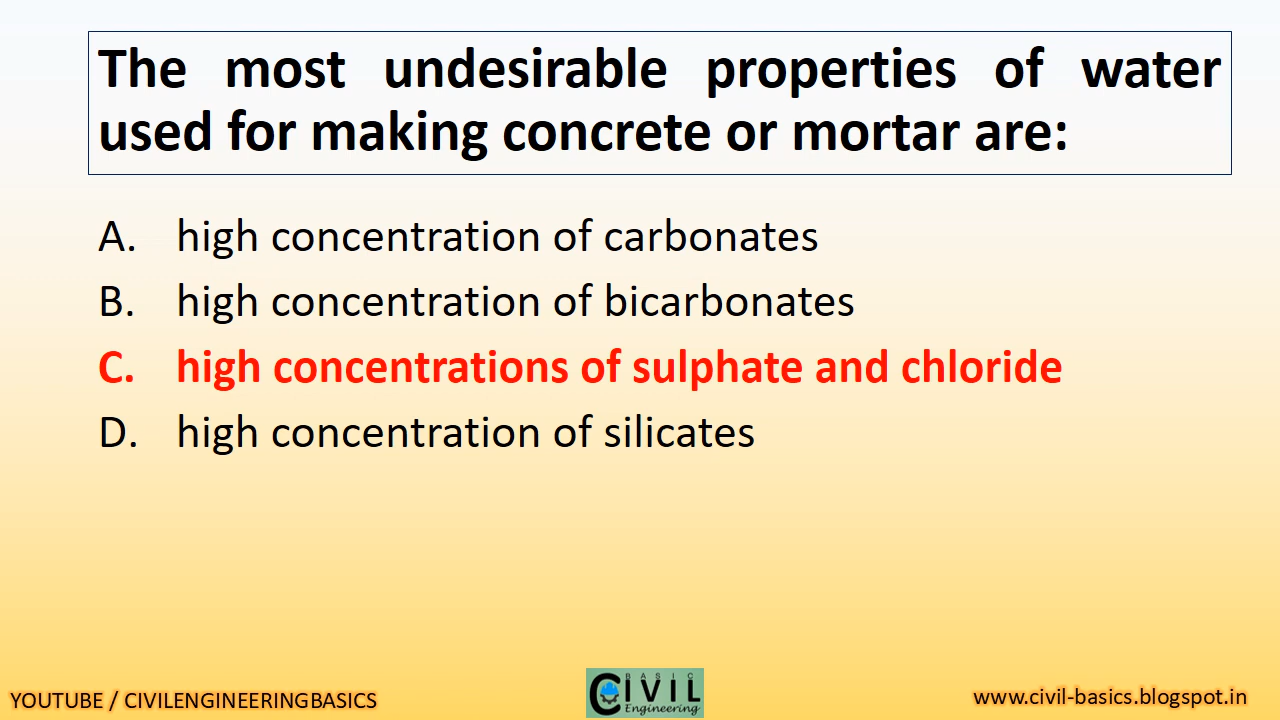 The most undesirable properties of water
used for making concrete or mortar are:
A. high concentration of carbonates
B. high concentration of bicarbonates
C. high concentrations of sulphate and chloride
D. high concentration of silicates
YOUTUBE / CIVILENGINEERINGBASICS
BASIC
CIVIL
Engineering
www.civil-basics.blogspot.in